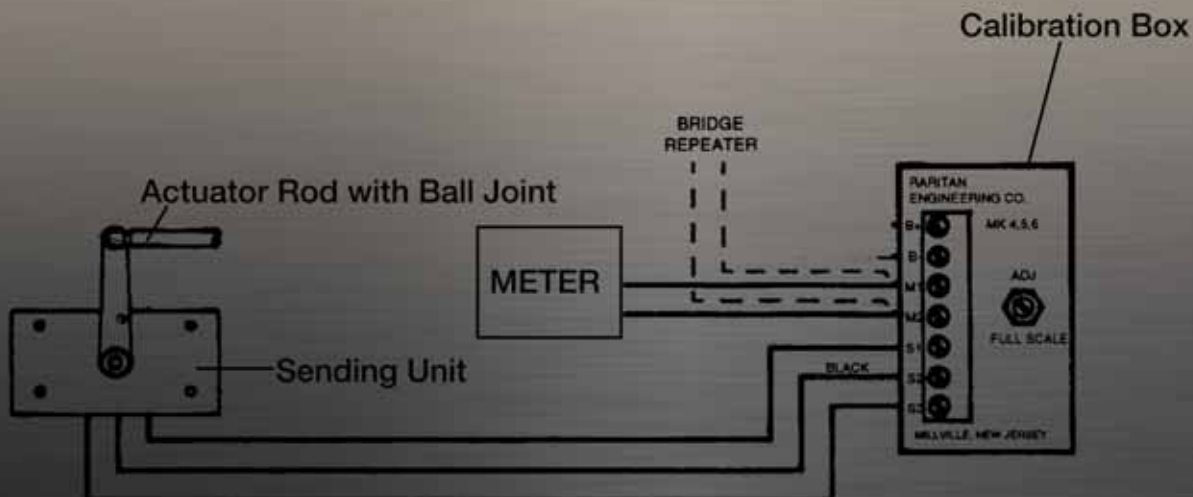 Calibration Box
BRIDGE
REPEATER
Actuator Rod with Ball Joint
RARITAN
ENGINEERING CO.
B+
MK 4,5,6
B-
METER
M1
ADJ
M2
FULL SCALE
S1
Sending Unit
BLACK
S2
S3
MILLVILLE, NEW JERSEY